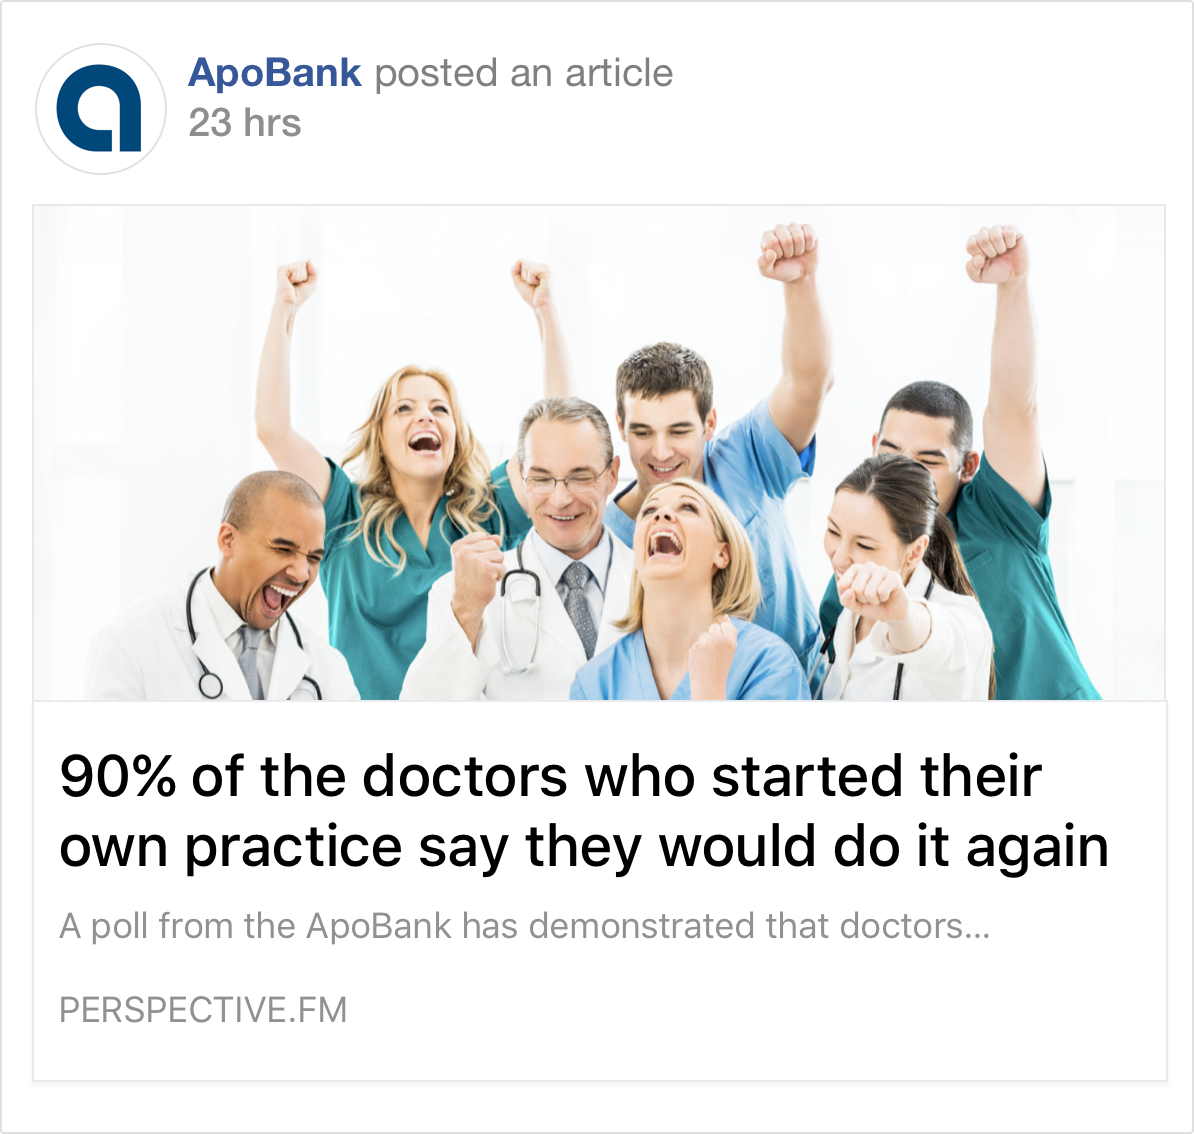 ApoBank posted an article
23 hrs
90% of the doctors who started their
own practice say they would do it again
A poll from the ApoBank has demonstrated that doctors...
PERSPECTIVE.FM